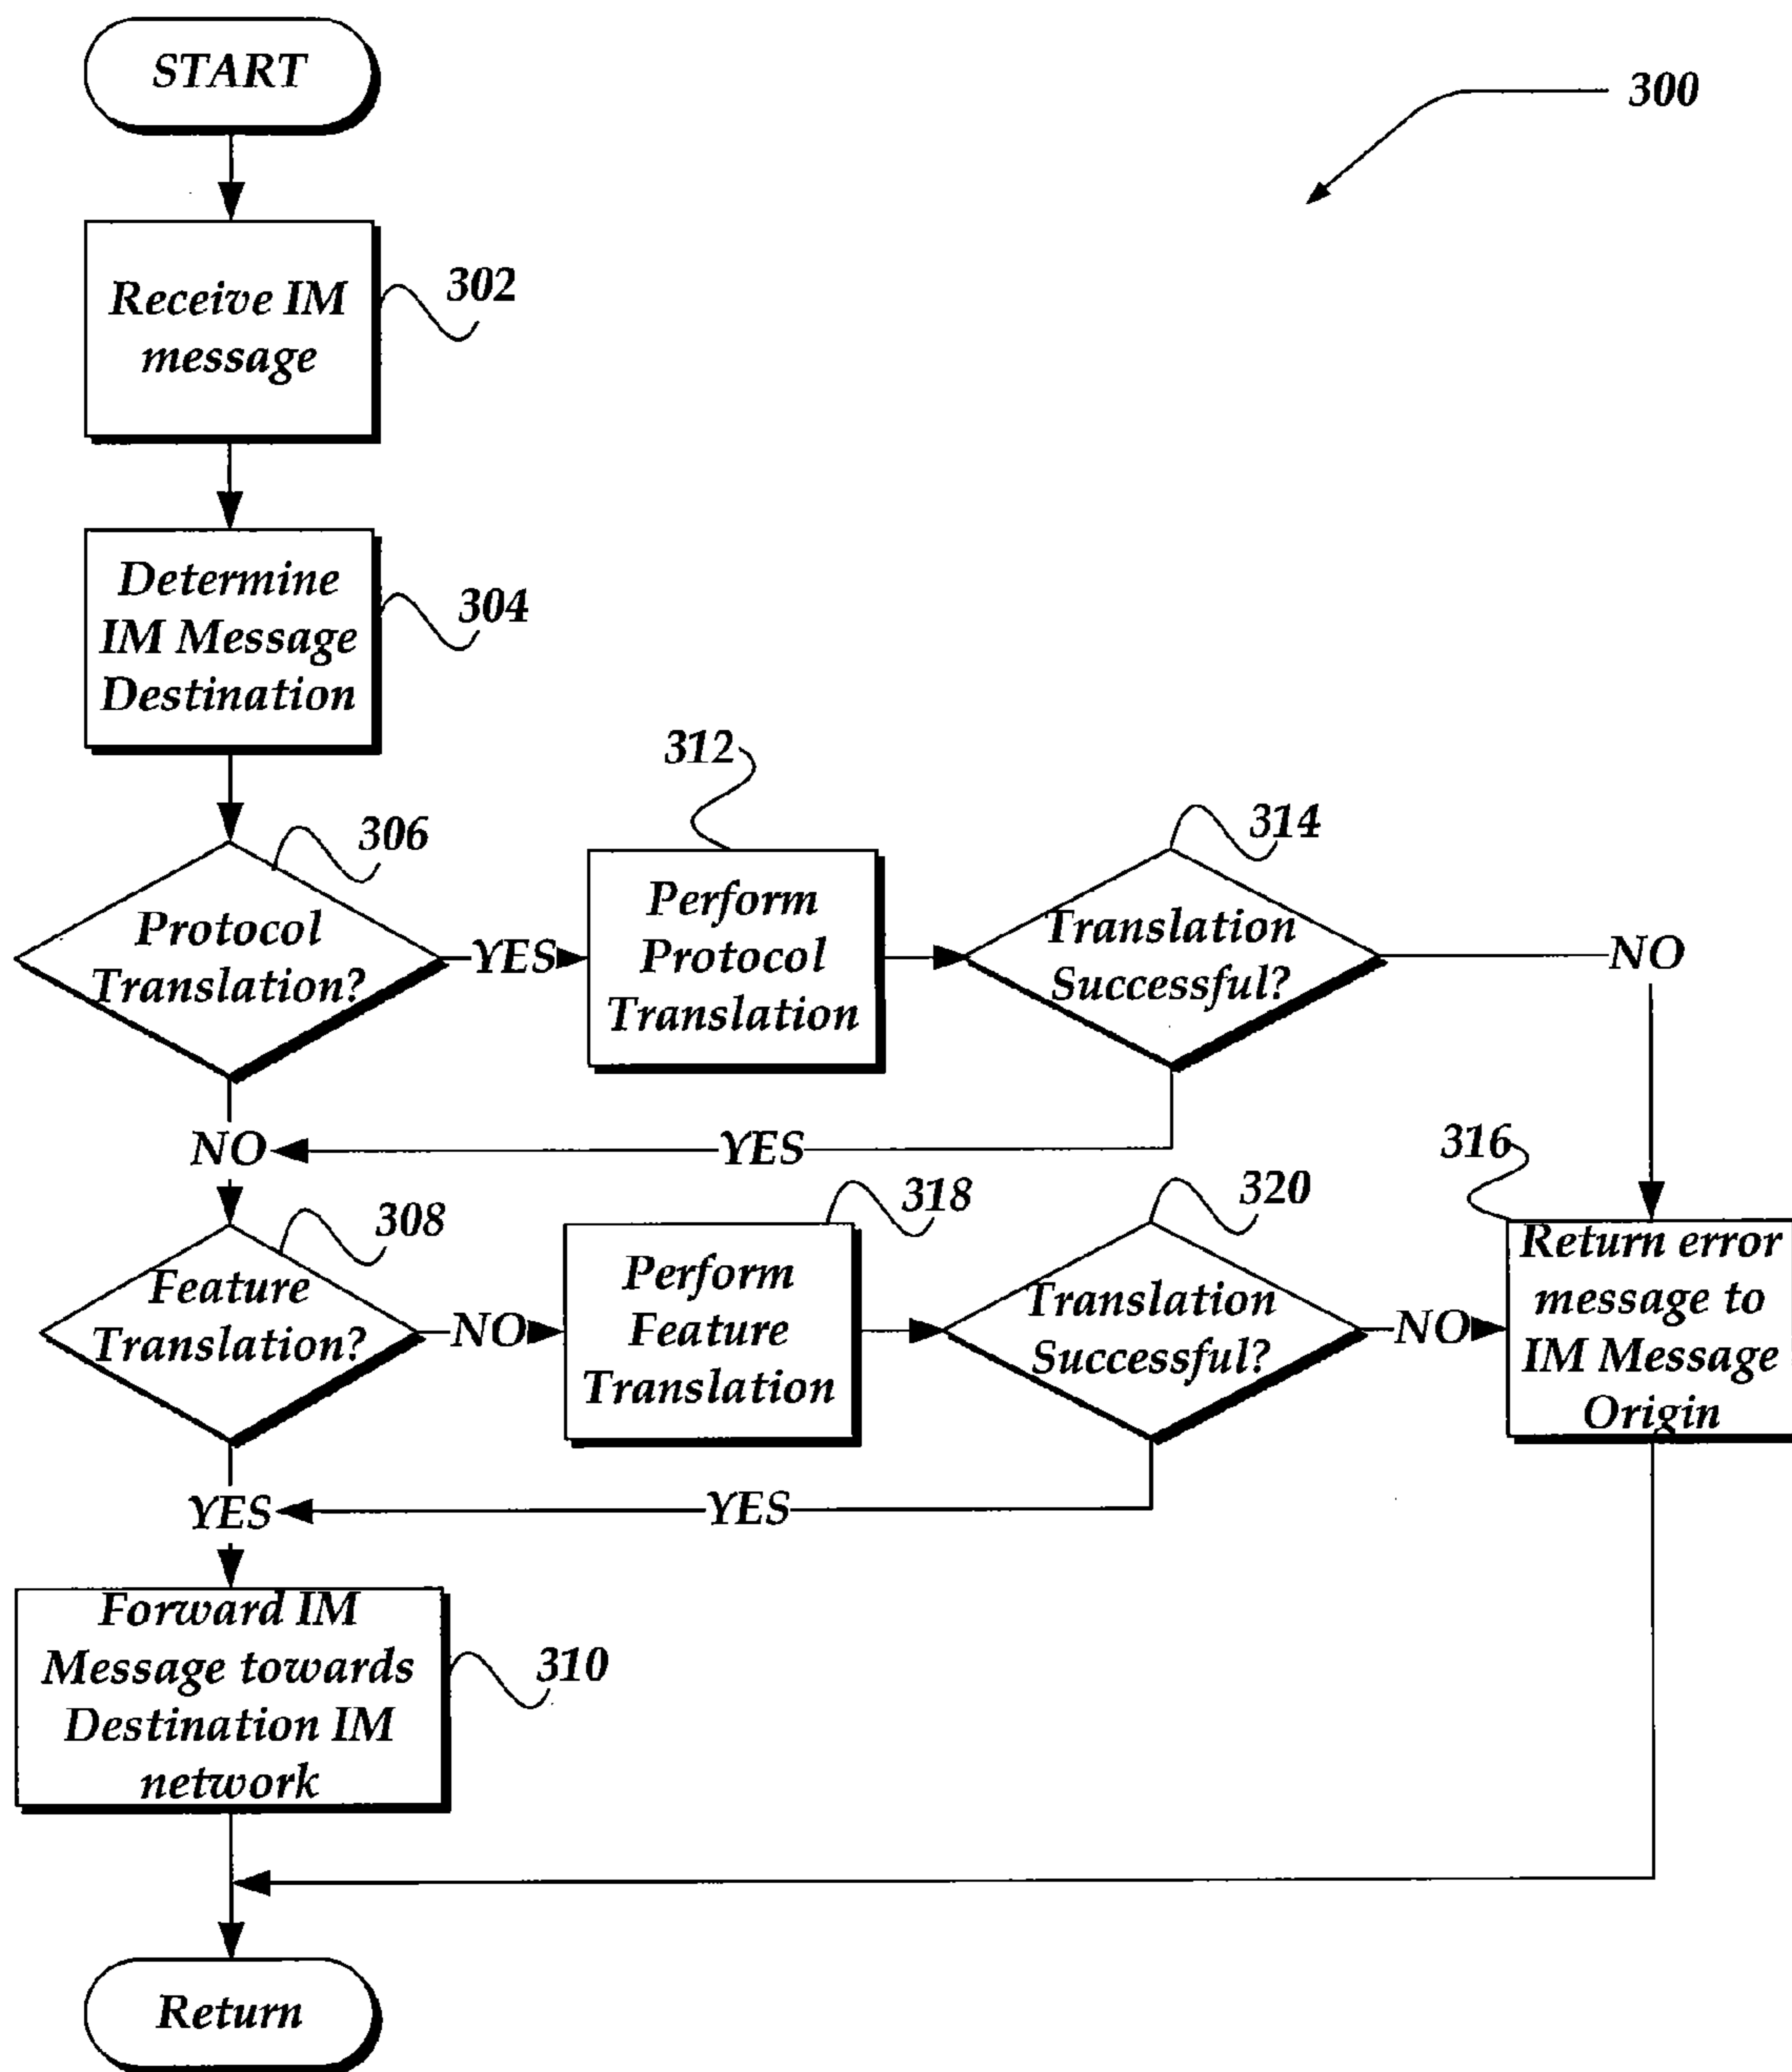 START
300
Receive IM
message
302
Determine
IM Message
Destination
304
312
306
314
Protocol
Translation?
YES
Perform
Protocol
Translation
Translation
Successful?
NO
NO
YES
316
308
318
320
Feature
Translation?
NO
Perform
Feature
Translation
Translation
Successful?
NO
Return error
message to
IM Message
Origin
YES
YES
Forward IM
Message towards
Destination IM
network
310
Return